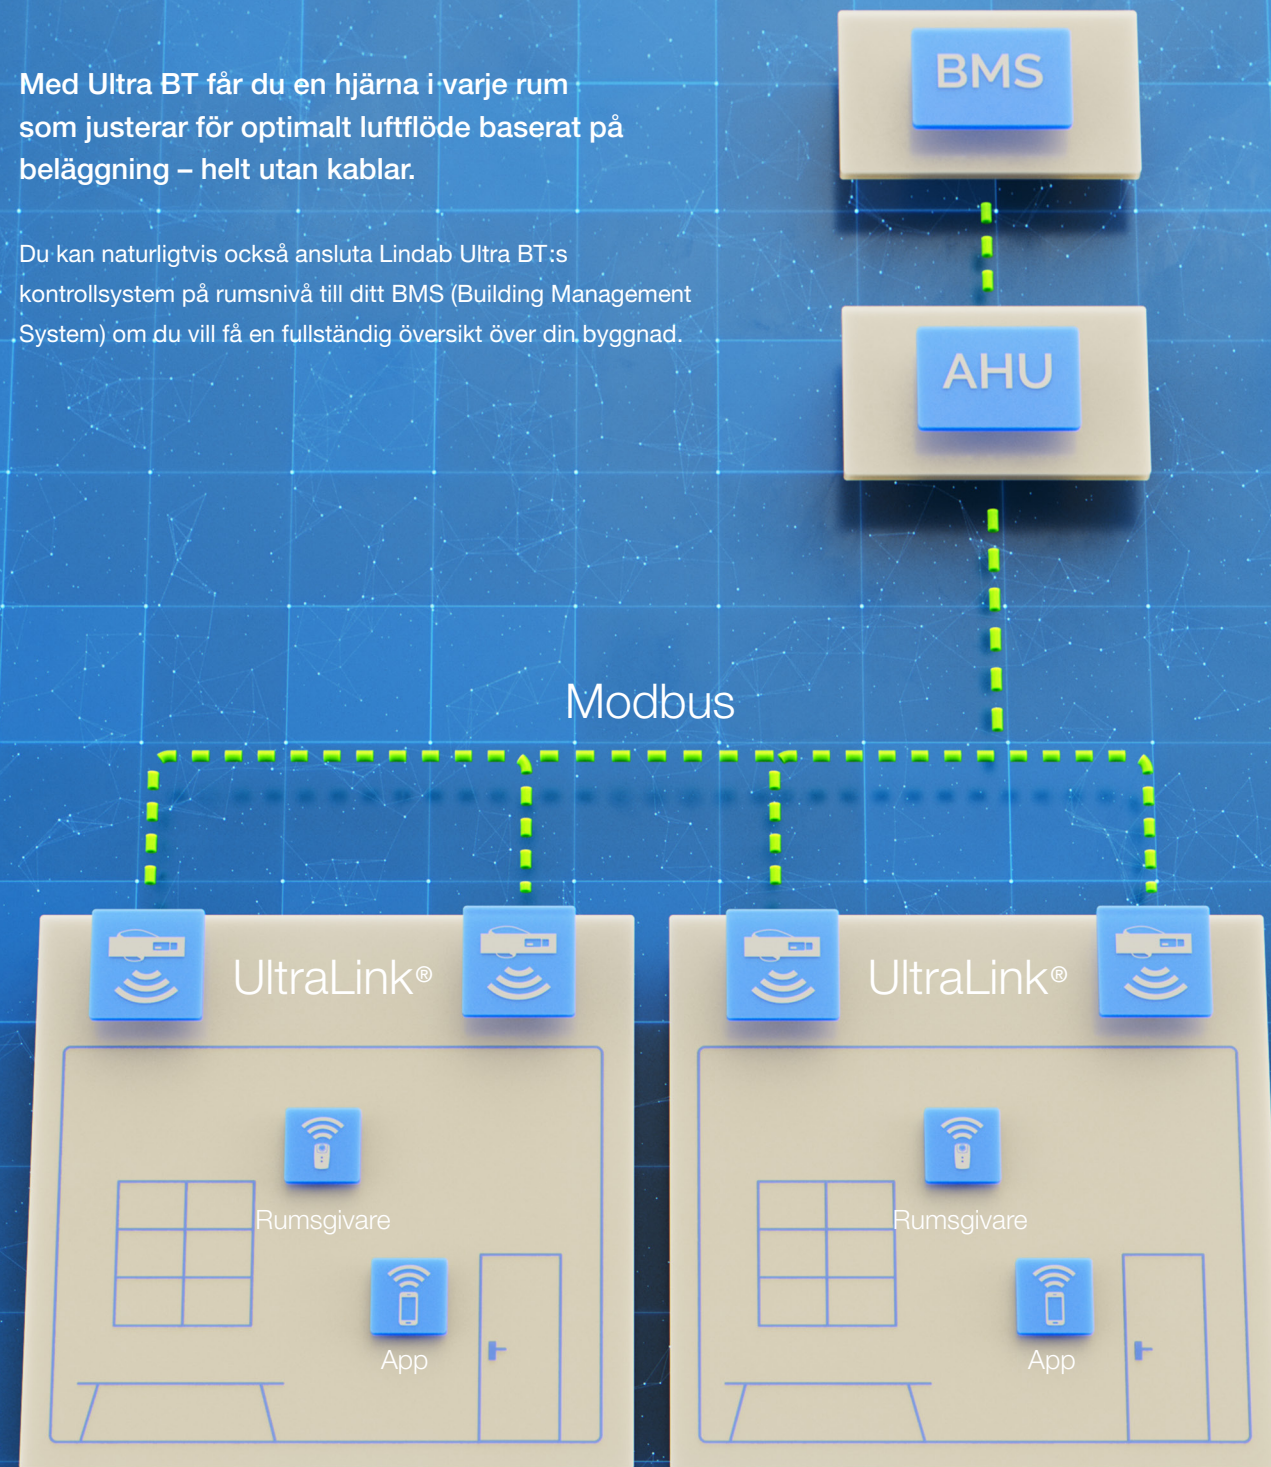 Med Ultra BT får du en hjärna i varje rum
som justerar för optimalt luftflöde baserat på
beläggning – helt utan kablar.
Du kan naturligtvis också ansluta Lindab Ultra BT:s
kontrollsystem på rumsnivå till ditt BMS (Building Management
System) om du vill få en fullständig översikt över din byggnad.
BMS
AHU
Modbus
UltraLink®
UltraLink®
Rumsgivare
Rumsgivare
App
App